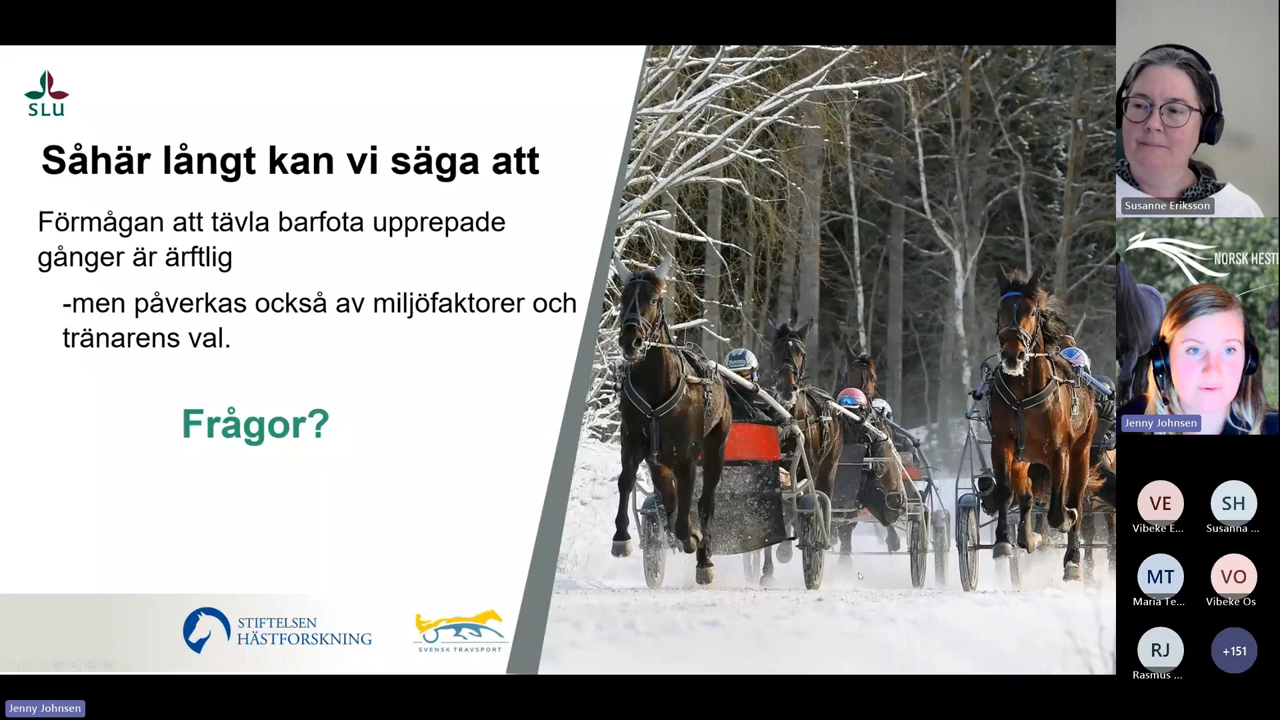 SLU
Såhär långt kan vi säga att
Förmågan att tävla barfota upprepade
gånger är ärftlig
-men påverkas också av miljöfaktorer och
tränarens val.
Frågor?
STIFTELSEN
HÄSTFORSKNING
SVENSK TRAVSPORT
Susanne Eriksson
NORSK HEST
Jenny Johnsen
VE
Vibeke E...
SH
Susanna ...
MT
Maria Te...
VO
Vibeke Os
RJ
Rasmus ...
+151
Jenny Johnsen